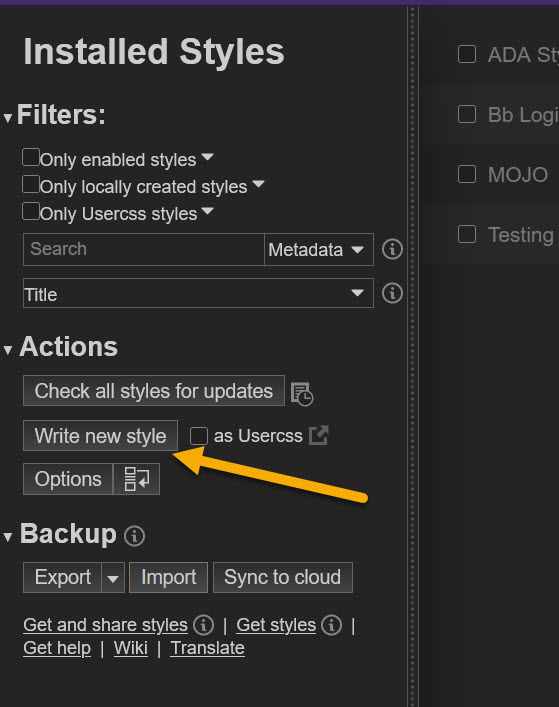 Installed Styles
Filters:
Only enabled styles
Only locally created styles
Only Usercss styles
Search Metadata
Title
Actions
Check all styles for updates
Write new style as Usercss
Options
Backup
Export Import Sync to cloud
Get and share styles | Get styles |
Get help | Wiki | Translate
ADA Sty
Bb Logi
MOJO
Testing